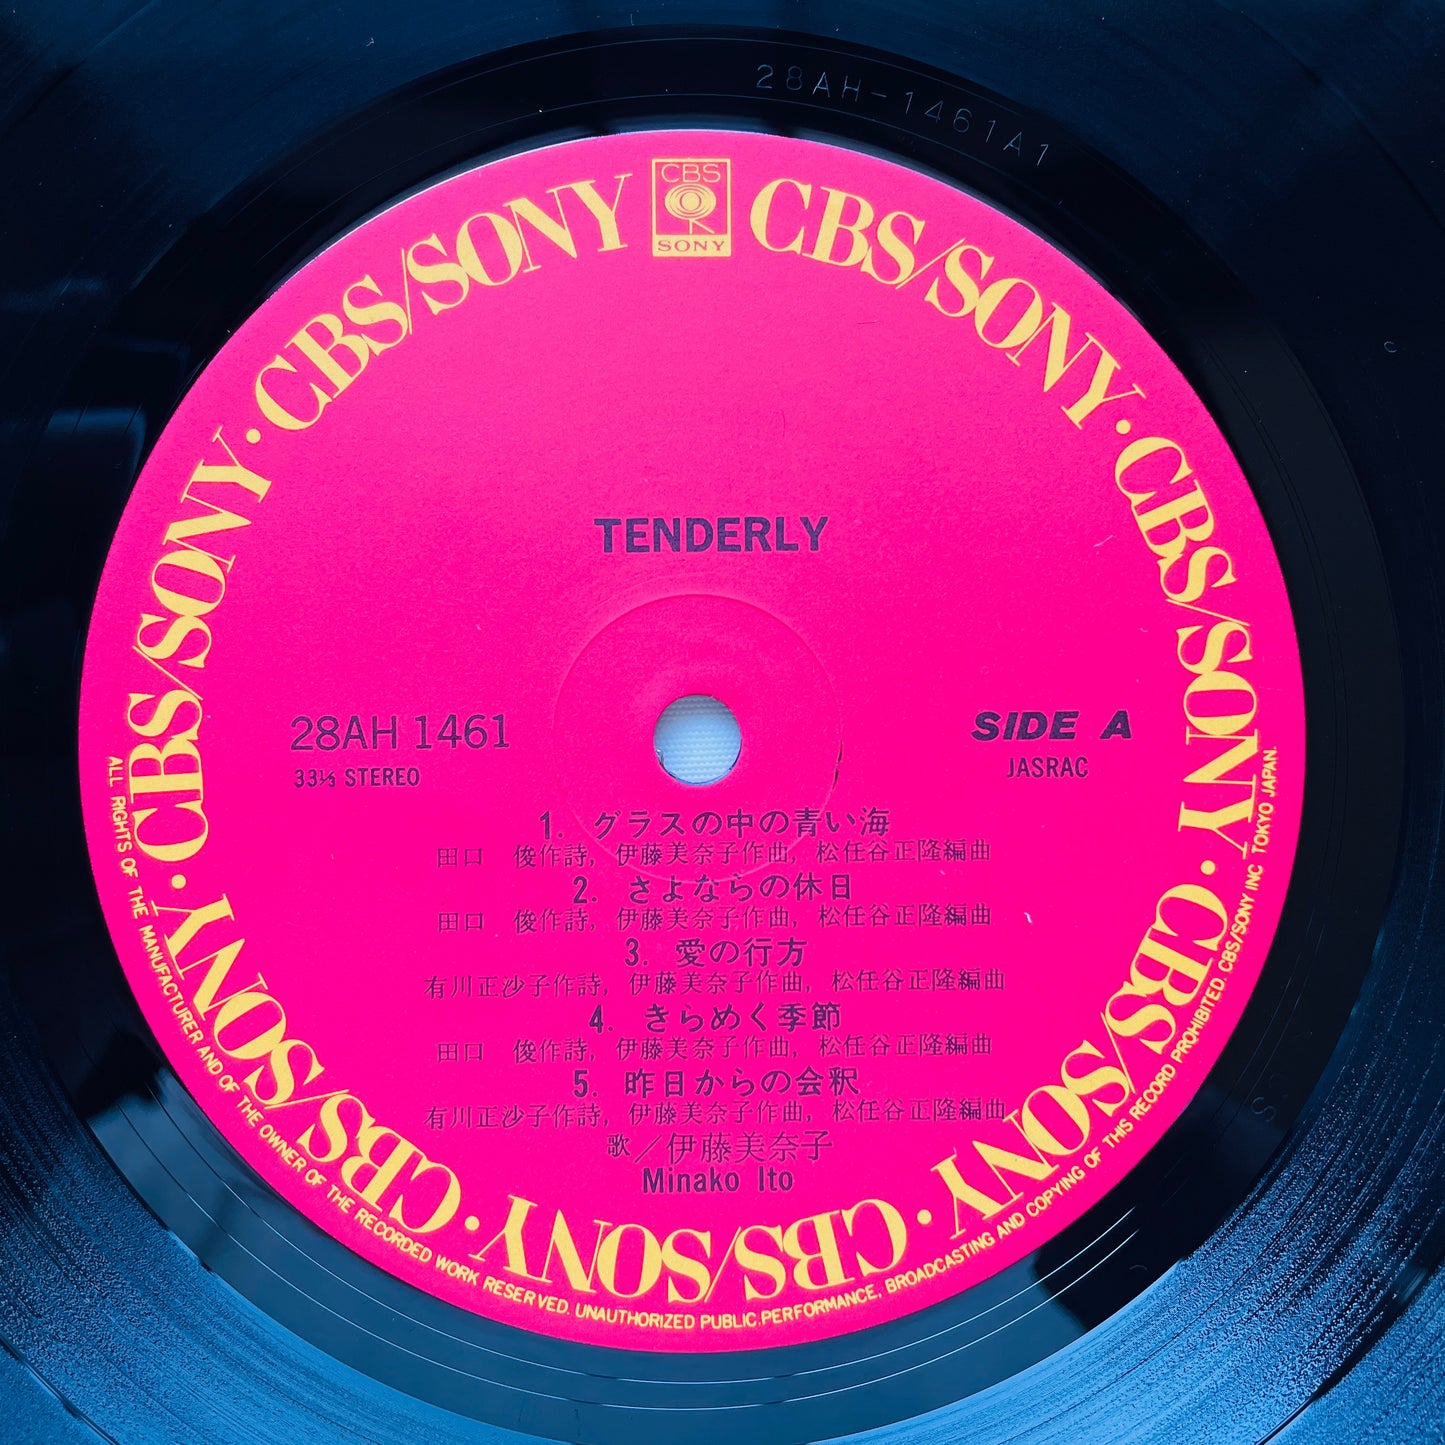 28AH-1461A1
CBS
SONY
CBS/SONY · CBS/SONY · CBS/SONY · CBS/SONY · CBS/SONY · CBS/SONY · CBS/SONY · CBS/SONY
TENDERLY
28AH 1461
33⅓ STEREO
SIDE A
JASRAC
1. グラスの中の青い海
田口 俊作詩, 伊藤美奈子作曲, 松任谷正隆編曲
2. さよならの休日
田口 俊作詩, 伊藤美奈子作曲, 松任谷正隆編曲
3. 愛の行方
有川正沙子作詩, 伊藤美奈子作曲, 松任谷正隆編曲
4. きらめく季節
田口 俊作詩, 伊藤美奈子作曲, 松任谷正隆編曲
5. 昨日からの会釈
有川正沙子作詩, 伊藤美奈子作曲, 松任谷正隆編曲
歌／伊藤美奈子
Minako Ito
ALL RIGHTS OF THE MANUFACTURER AND OF THE OWNER OF THE RECORDED WORK RESERVED. UNAUTHORIZED PUBLIC.PERFORMANCE, BROADCASTING AND COPYING OF THIS RECORD PROHIBITED. CBS/SONY INC TOKYO JAPAN.